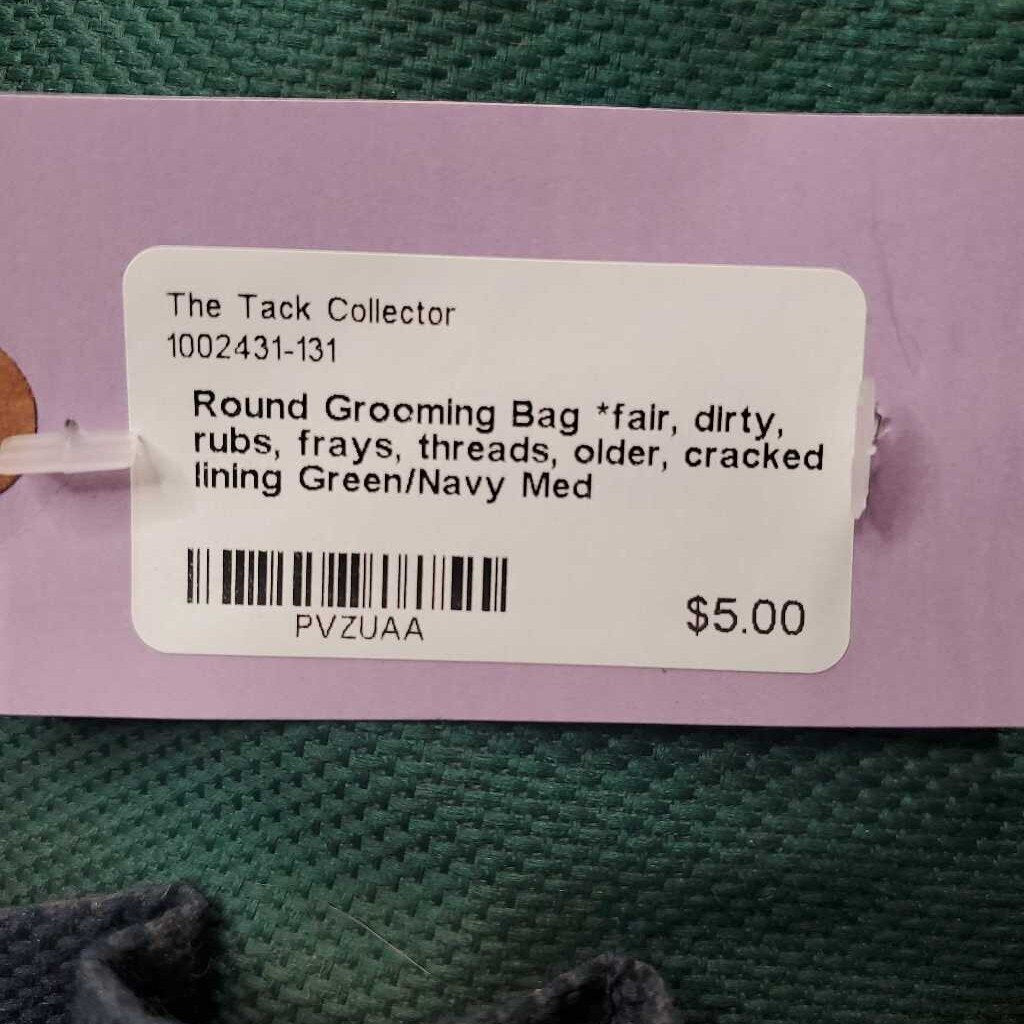 The Tack Collector
1002431-131
Round Grooming Bag *fair, dirty,
rubs, frays, threads, older, cracked
lining Green/Navy Med
PVZUAA
$5.00